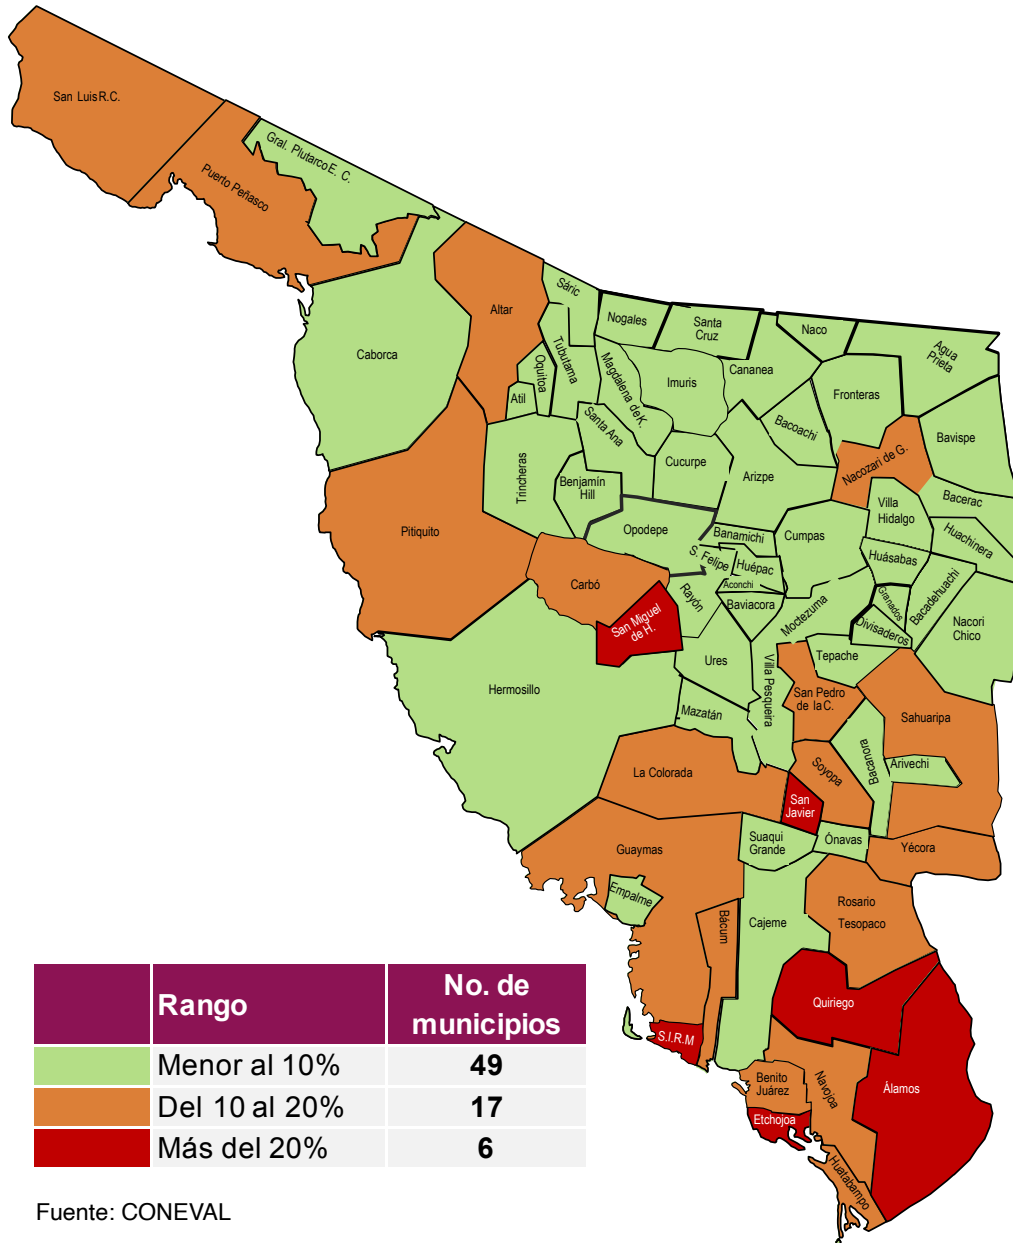 San Luis R.C.
Gral. Plutarco E. C.
Puerto Peñasco
Caborca
Altar
Sáric
Nogales
Santa
Cruz
Naco
Agua
Prieta
Tubutama
Oquitoa
Atil
Magdalena de K.
Imuris
Cananea
Fronteras
Bacoachi
Bavispe
Santa Ana
Cucurpe
Arizpe
Nacozari de G.
Trincheras
Benjamín
Hill
Villa
Hidalgo
Bacerac
Pitiquito
Opodepe
Banamichi
Cumpas
Huachinera
S. Felipe
Huépac
Huásabas
Carbó
Aconchi
Rayón
Baviacora
Moctezuma
Granados
Bacadehuachi
Divisaderos
Nacori
Chico
San Miguel
de H.
Ures
Villa Pesqueira
Tepache
Hermosillo
San Pedro
de la C.
Sahuaripa
Mazatán
Bacanora
Arivechi
La Colorada
Soyopa
San
Javier
Suaqui
Grande
Ónavas
Yécora
Guaymas
Empalme
Bácum
Cajeme
Rosario
Tesopaco
Quiriego
S.I.R.M
Benito
Juárez
Navojoa
Álamos
Etchojoa
Huatabampo
Rango No. de
municipios
Menor al 10% 49
Del 10 al 20% 17
Más del 20% 6
Fuente: CONEVAL